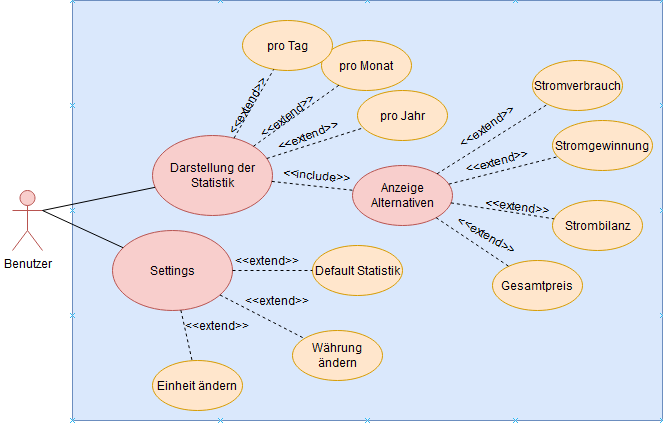 pro Tag
<<extend>>
pro Monat
<<extend>>
pro Jahr
<<extend>>
Darstellung der
Statistik
<<include>>
Anzeige
Alternativen
<<extend>>
Stromverbrauch
<<extend>>
Stromgewinnung
<<extend>>
Strombilanz
<<extend>>
Gesamtpreis
Benutzer
Settings
<<extend>>
Default Statistik
<<extend>>
Währung
ändern
<<extend>>
Einheit ändern